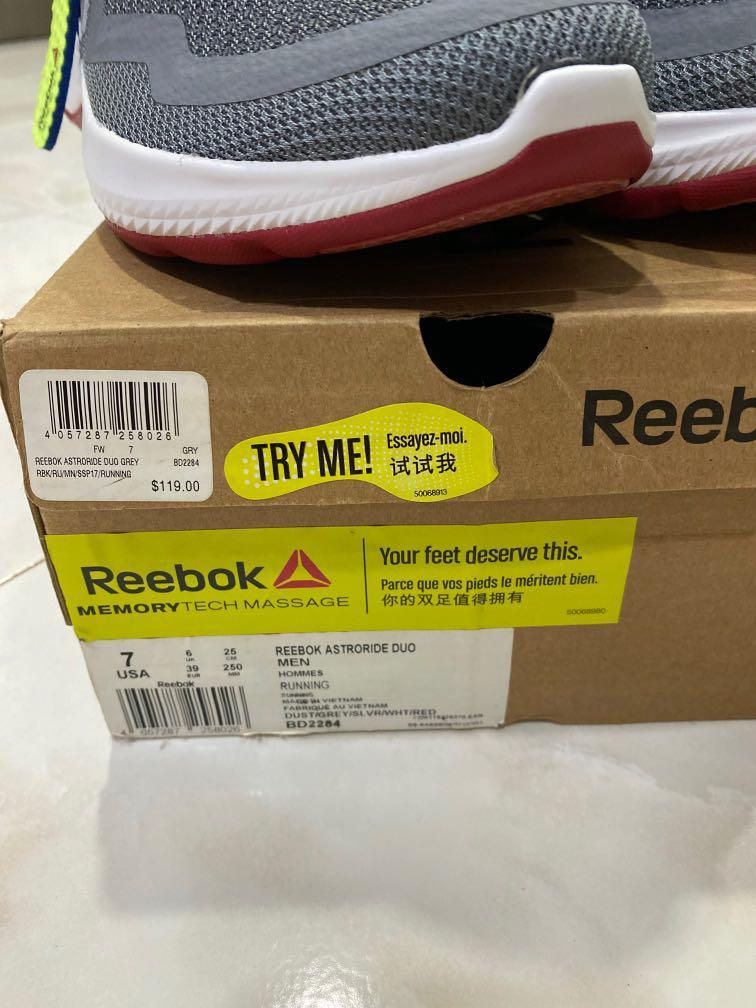 4 057287 258026
FW 7 GRY
REEBOK ASTRORIDE DUO GREY BD2284
RBK/RU/MN/SSP17/RUNNING
$119.00
TRY ME!
Essayez-moi.
试试我
50068913
Reeb
Reebok
MEMORYTECH MASSAGE
Your feet deserve this.
Parce que vos pieds le méritent bien.
你的双足值得拥有
50068980
7 USA
6 UK
25 CM
39 EUR
250 MM
Reebok
4 057287 258026
REEBOK ASTRORIDE DUO
MEN
HOMMES
RUNNING
RUNNING
MADE IN VIETNAM
FABRIQUE AU VIETNAM
DUST/GREY/SLVR/WHT/RED
BD2284